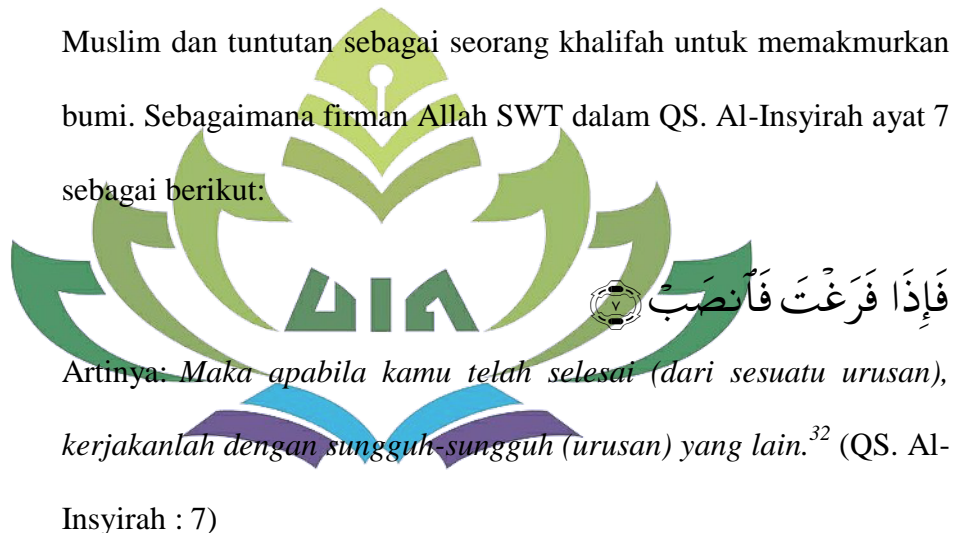 Muslim dan tuntutan sebagai seorang khalifah untuk memakmurkan
bumi. Sebagaimana firman Allah SWT dalam QS. Al-Insyirah ayat 7
sebagai berikut:
فَإِذَا فَرَغْتَ فَٱنصَبْ ٧
UIN
Artinya: Maka apabila kamu telah selesai (dari sesuatu urusan),
kerjakanlah dengan sungguh-sungguh (urusan) yang lain.32 (QS. Al-
Insyirah : 7)